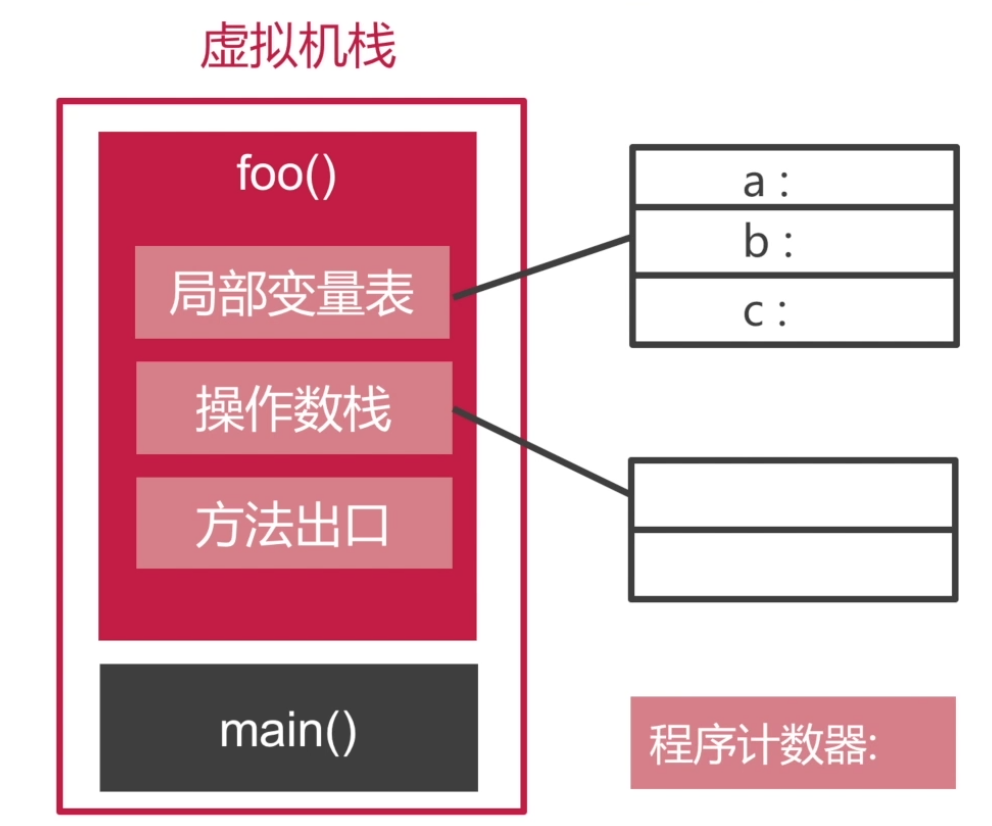 虚拟机栈
foo()
局部变量表
操作数栈
方法出口
main()
a :
b :
c :
程序计数器: